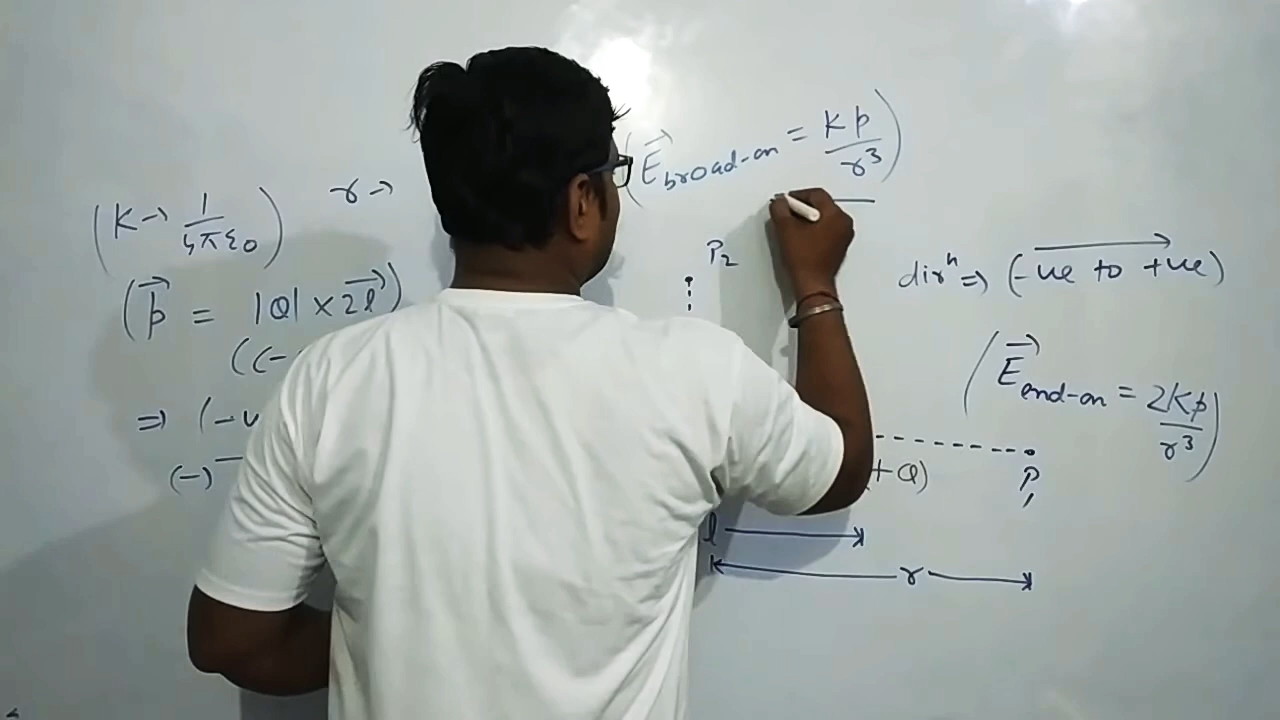 (K → 1/4πε0)
r →
(E⃗ broad-on = Kp/r³)
(p⃗ = |Q| × 2l⃗)
((-
⇒ (-v
(-)
P2
dirⁿ ⇒ (-ve to +ve)
(E⃗ end-on = 2Kp/r³)
+Q)
P1
l
r